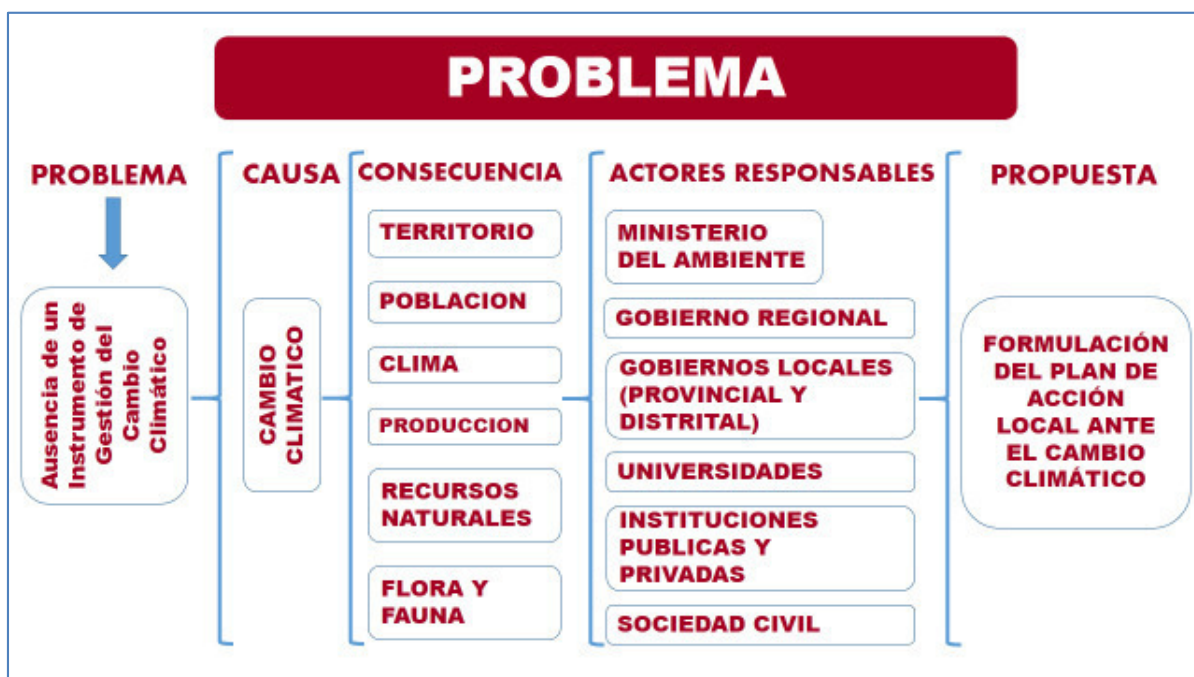 PROBLEMA
PROBLEMA
Ausencia de un
Instrumento de
Gestión del
Cambio
Climático
CAUSA
CAMBIO
CLIMATICO
CONSECUENCIA
TERRITORIO
POBLACION
CLIMA
PRODUCCION
RECURSOS
NATURALES
FLORA Y
FAUNA
ACTORES RESPONSABLES
MINISTERIO
DEL AMBIENTE
GOBIERNO REGIONAL
GOBIERNOS LOCALES
(PROVINCIAL Y
DISTRITAL)
UNIVERSIDADES
INSTITUCIONES
PUBLICAS Y
PRIVADAS
SOCIEDAD CIVIL
PROPUESTA
FORMULACIÓN
DEL PLAN DE
ACCIÓN
LOCAL ANTE
EL CAMBIO
CLIMÁTICO